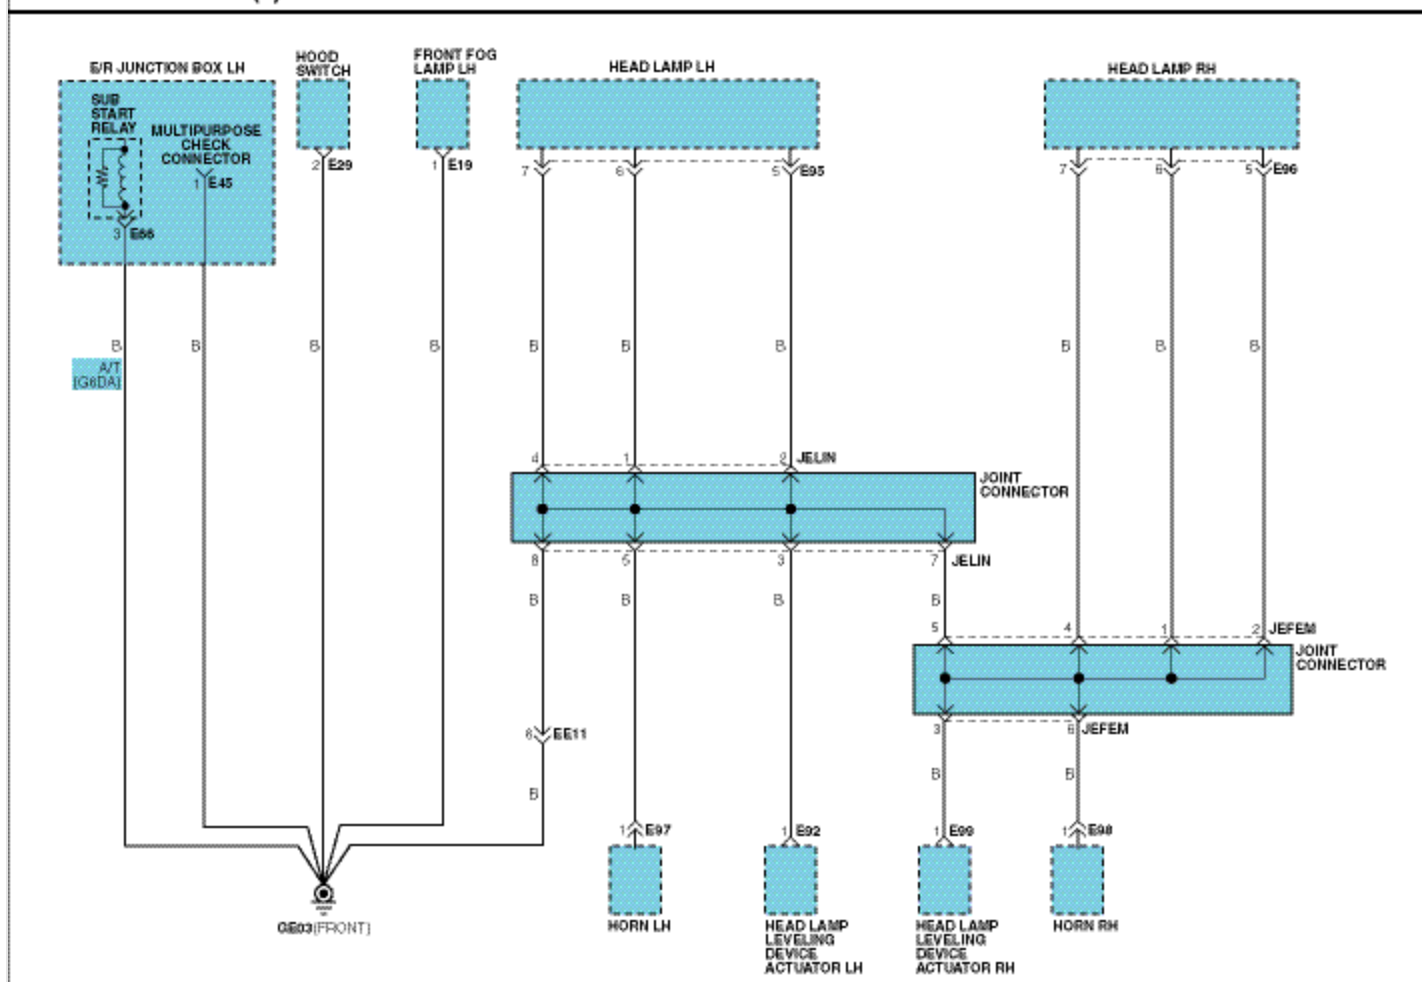 E/R JUNCTION BOX LH
HOOD
SWITCH
FRONT FOG
LAMP LH
HEAD LAMP LH
HEAD LAMP RH
SUB
START
RELAY
MULTIPURPOSE
CHECK
CONNECTOR
1 E45
3 E66
2 E29
1 E19
7 6 5 E95
7 6 5 E96
B B B B B B B B B B
A/T
(G6DA)
4 1 2 JELIN
JOINT
CONNECTOR
8 5 3 7 JELIN
B B B B
5 4 1 2 JEFEM
JOINT
CONNECTOR
3 6 JEFEM
6 EE11
B B B
1 E97
1 E92
1 E99
1 E98
GE03(FRONT)
HORN LH
HEAD LAMP
LEVELING
DEVICE
ACTUATOR LH
HEAD LAMP
LEVELING
DEVICE
ACTUATOR RH
HORN RH